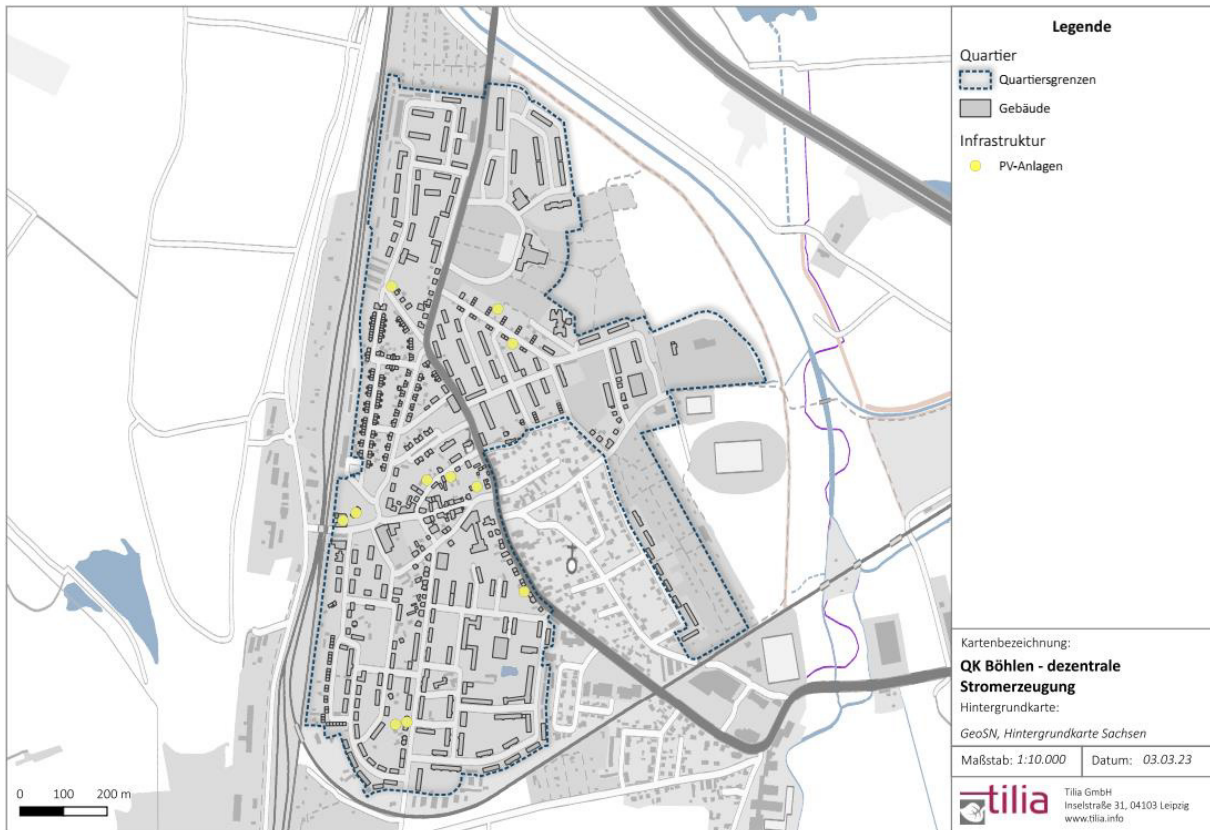 Legende
Quartier
Quartiersgrenzen
Gebäude
Infrastruktur
PV-Anlagen
Kartenbezeichnung:
QK Böhlen - dezentrale
Stromerzeugung
Hintergrundkarte:
GeoSN, Hintergrundkarte Sachsen
Maßstab: 1:10.000 Datum: 03.03.23
tilia
Tilia GmbH
Inselstraße 31, 04103 Leipzig
www.tilia.info
0 100 200 m